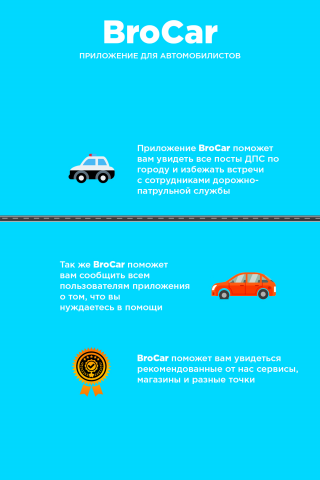 BroCar
ПРИЛОЖЕНИЕ ДЛЯ АВТОМОБИЛИСТОВ
Приложение BroCar поможет
вам увидеть все посты ДПС по
городу и избежать встречи
с сотрудниками дорожно-
патрульной службы
Так же BroCar поможет
вам сообщить всем
пользователям приложения
о том, что вы
нуждаетесь в помощи
BroCar поможет вам увидеться
рекомендованные от нас сервисы,
магазины и разные точки